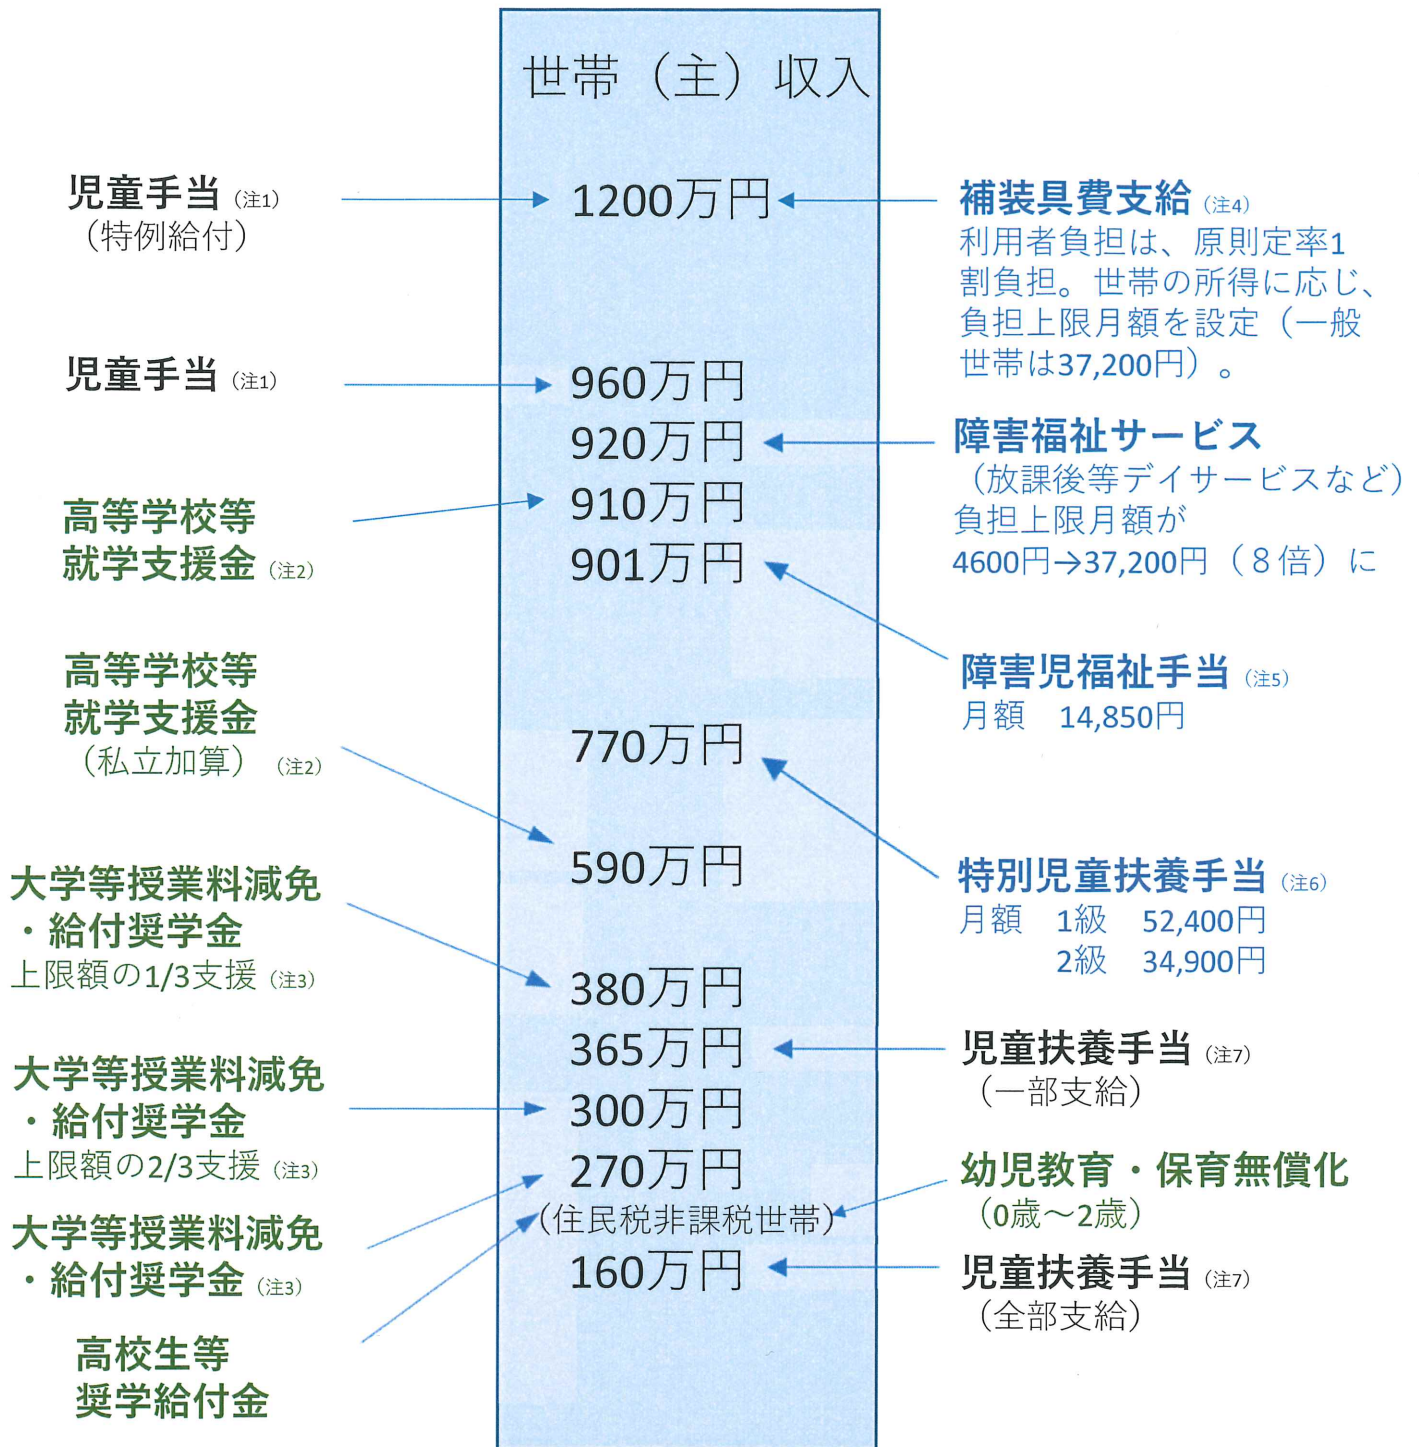 世帯（主）収入
児童手当（注1）
（特例給付）
児童手当（注1）
高等学校等
就学支援金（注2）
高等学校等
就学支援金
（私立加算）（注2）
大学等授業料減免
・給付奨学金
上限額の1/3支援（注3）
大学等授業料減免
・給付奨学金
上限額の2/3支援（注3）
大学等授業料減免
・給付奨学金（注3）
高校生等
奨学給付金
1200万円
960万円
920万円
910万円
901万円
770万円
590万円
380万円
365万円
300万円
270万円
（住民税非課税世帯）
160万円
補装具費支給（注4）
利用者負担は、原則定率1
割負担。世帯の所得に応じ、
負担上限月額を設定（一般
世帯は37,200円）。
障害福祉サービス
（放課後等デイサービスなど）
負担上限月額が
4600円→37,200円（８倍）に
障害児福祉手当（注5）
月額　14,850円
特別児童扶養手当（注6）
月額　1級　52,400円
2級　34,900円
児童扶養手当（注7）
（一部支給）
幼児教育・保育無償化
（0歳～2歳）
児童扶養手当（注7）
（全部支給）